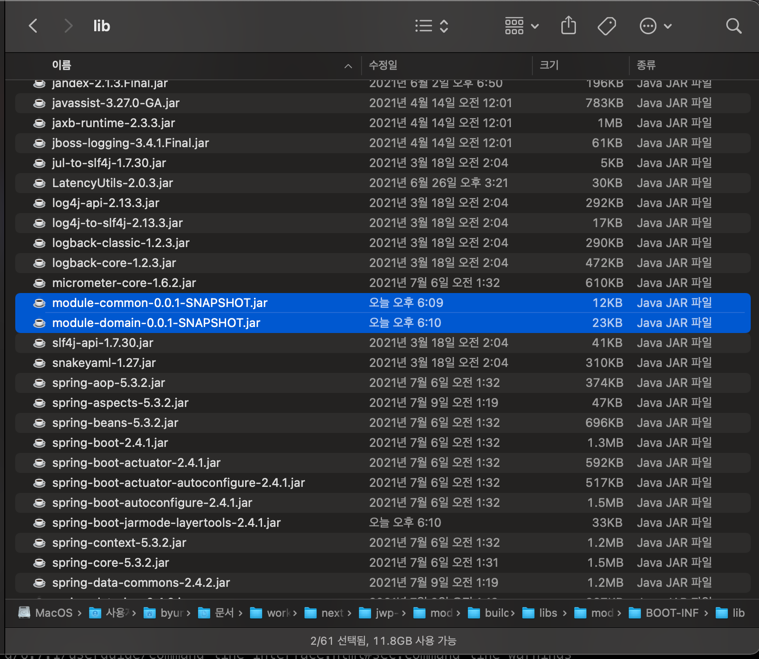 lib
이름 수정일 크기 종류
jandex-2.1.3.Final.jar 2021년 6월 2일 오후 6:50 196KB Java JAR 파일
javassist-3.27.0-GA.jar 2021년 4월 14일 오전 12:01 783KB Java JAR 파일
jaxb-runtime-2.3.3.jar 2021년 4월 14일 오전 12:01 1MB Java JAR 파일
jboss-logging-3.4.1.Final.jar 2021년 4월 14일 오전 12:01 61KB Java JAR 파일
jul-to-slf4j-1.7.30.jar 2021년 3월 18일 오전 2:04 5KB Java JAR 파일
LatencyUtils-2.0.3.jar 2021년 6월 26일 오후 3:21 30KB Java JAR 파일
log4j-api-2.13.3.jar 2021년 3월 18일 오전 2:04 292KB Java JAR 파일
log4j-to-slf4j-2.13.3.jar 2021년 3월 18일 오전 2:04 17KB Java JAR 파일
logback-classic-1.2.3.jar 2021년 3월 18일 오전 2:04 290KB Java JAR 파일
logback-core-1.2.3.jar 2021년 3월 18일 오전 2:04 472KB Java JAR 파일
micrometer-core-1.6.2.jar 2021년 7월 6일 오전 1:32 610KB Java JAR 파일
module-common-0.0.1-SNAPSHOT.jar 오늘 오후 6:09 12KB Java JAR 파일
module-domain-0.0.1-SNAPSHOT.jar 오늘 오후 6:10 23KB Java JAR 파일
slf4j-api-1.7.30.jar 2021년 3월 18일 오전 2:04 41KB Java JAR 파일
snakeyaml-1.27.jar 2021년 3월 18일 오전 2:04 310KB Java JAR 파일
spring-aop-5.3.2.jar 2021년 7월 6일 오전 1:32 374KB Java JAR 파일
spring-aspects-5.3.2.jar 2021년 7월 9일 오전 1:19 47KB Java JAR 파일
spring-beans-5.3.2.jar 2021년 7월 6일 오전 1:32 696KB Java JAR 파일
spring-boot-2.4.1.jar 2021년 7월 6일 오전 1:32 1.3MB Java JAR 파일
spring-boot-actuator-2.4.1.jar 2021년 7월 6일 오전 1:32 592KB Java JAR 파일
spring-boot-actuator-autoconfigure-2.4.1.jar 2021년 7월 6일 오전 1:32 517KB Java JAR 파일
spring-boot-autoconfigure-2.4.1.jar 2021년 7월 6일 오전 1:32 1.5MB Java JAR 파일
spring-boot-jarmode-layertools-2.4.1.jar 오늘 오후 6:10 33KB Java JAR 파일
spring-context-5.3.2.jar 2021년 7월 6일 오전 1:32 1.2MB Java JAR 파일
spring-core-5.3.2.jar 2021년 7월 6일 오전 1:31 1.5MB Java JAR 파일
spring-data-commons-2.4.2.jar 2021년 7월 9일 오전 1:19 1.2MB Java JAR 파일
MacOS › 사용 › byur › 문서 › work › next › jwp- › mod › build › libs › mod › BOOT-INF › lib
2/61 선택됨, 11.8GB 사용 가능